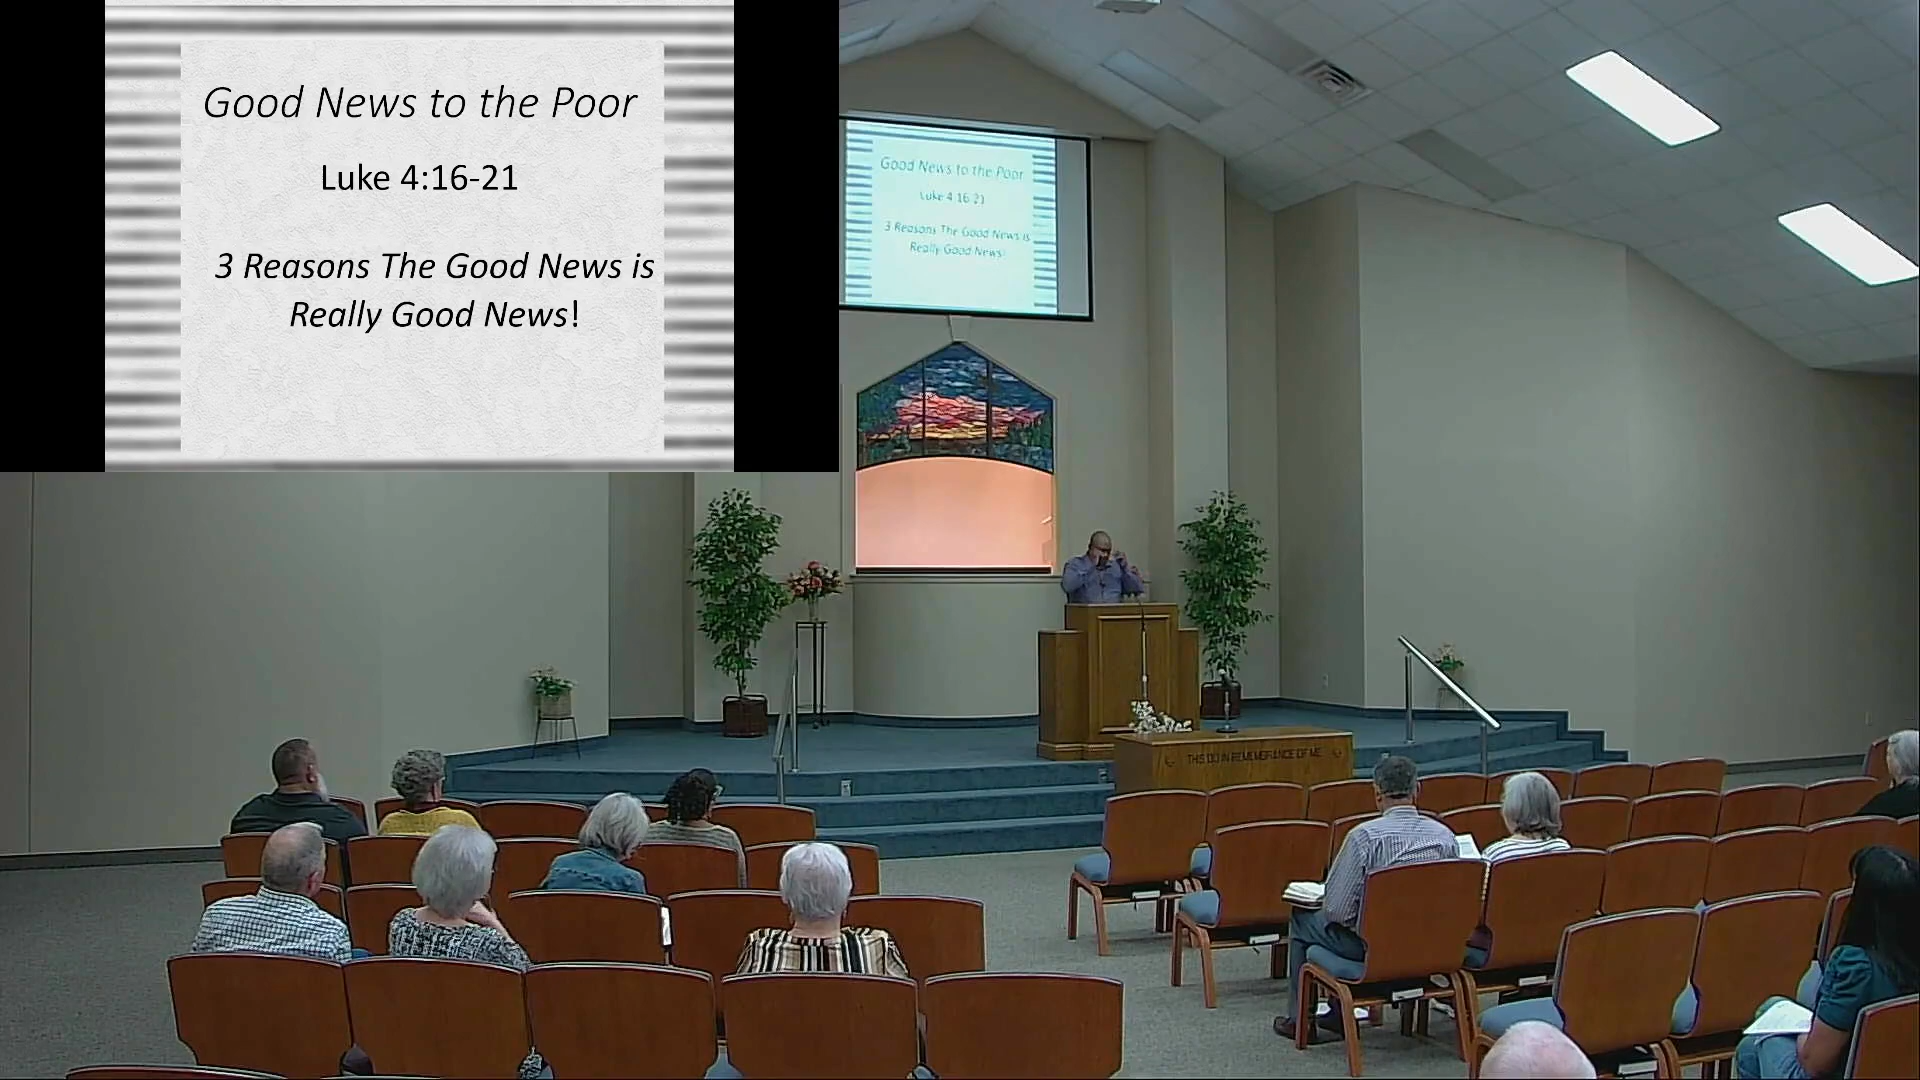 Good News to the Poor
Luke 4:16-21
3 Reasons The Good News is
Really Good News!
Good News to the Poor
Luke 4:16-21
3 Reasons The Good News is
Really Good News!
THIS DO IN REMEMBRANCE OF ME